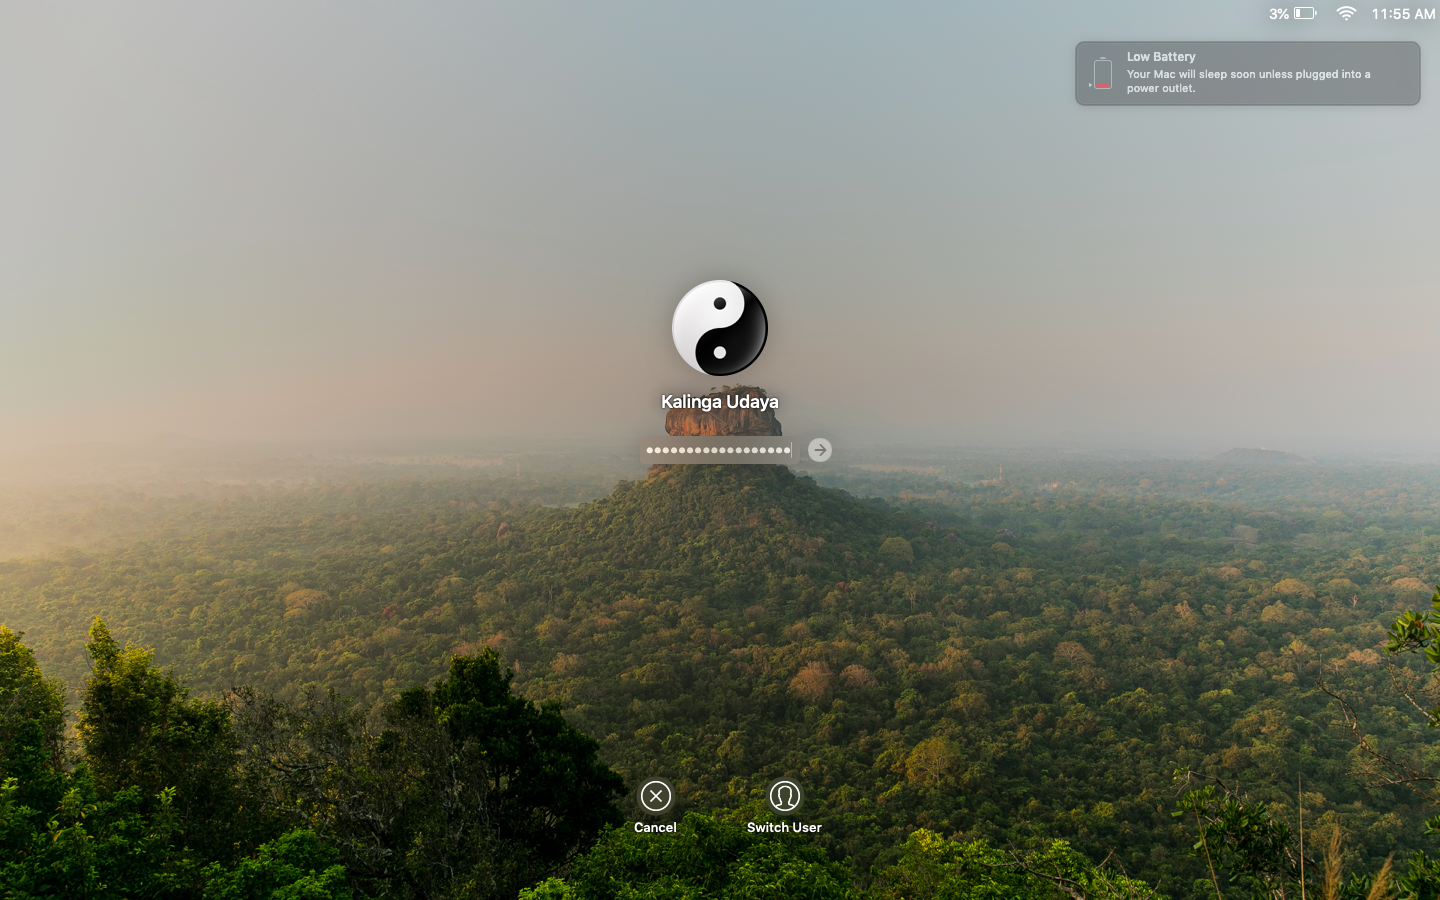 3%
11:55 AM
Low Battery
Your Mac will sleep soon unless plugged into a
power outlet.
Kalinga Udaya
Cancel
Switch User